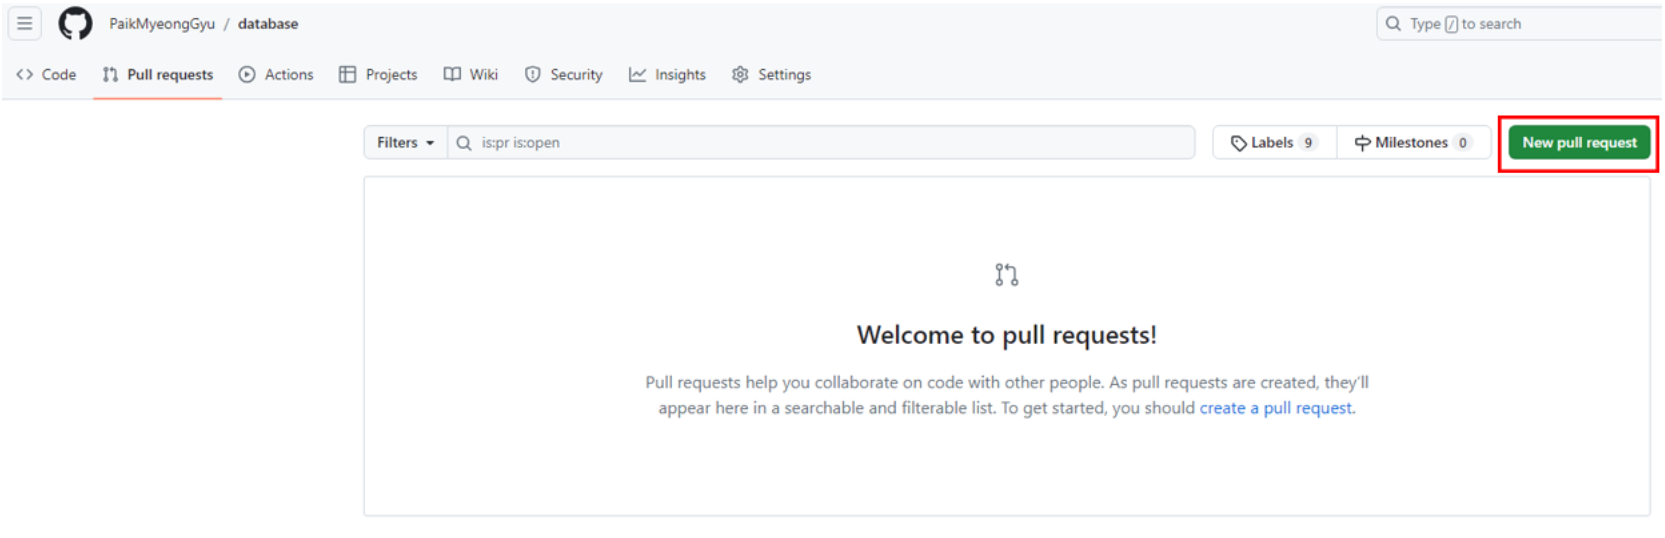 PaikMyeongGyu / database
Type / to search
Code Pull requests Actions Projects Wiki Security Insights Settings
Filters is:pr is:open Labels 9 Milestones 0 New pull request
Welcome to pull requests!
Pull requests help you collaborate on code with other people. As pull requests are created, they'll
appear here in a searchable and filterable list. To get started, you should create a pull request.